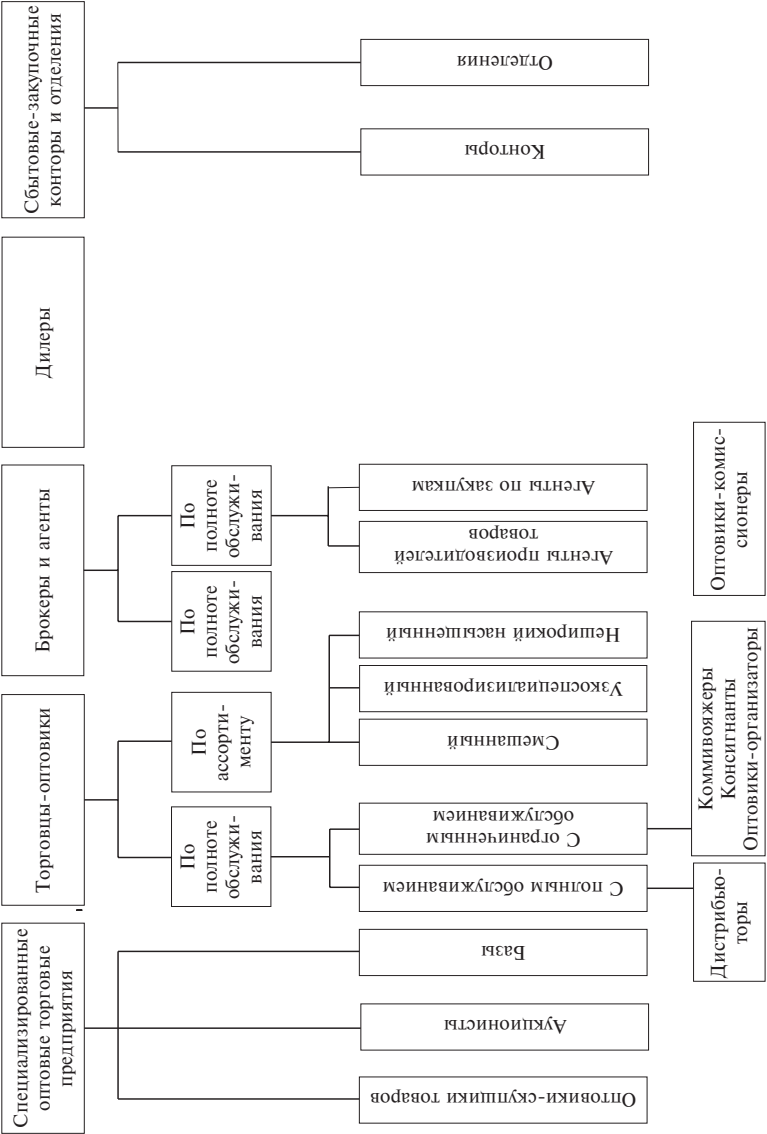 Специализированные
оптовые торговые
предприятия
Торговцы-оптовики
Брокеры и агенты
Дилеры
Сбытовые-закупочные
конторы и отделения
По
полноте
обслужи-
вания
По
ассорти-
менту
По
полноте
обслужи-
вания
По
полноте
обслужи-
вания
Оптовики-скупщики товаров
Аукционисты
Базы
С полным обслуживанием
С ограниченным
обслуживанием
Смешанный
Узкоспециализированный
Неширокий насыщенный
Агенты производителей
товаров
Агенты по закупкам
Конторы
Отделения
Дистрибью-
торы
Коммивояжеры
Консигнанты
Оптовики-организаторы
Оптовики-комис-
сионеры